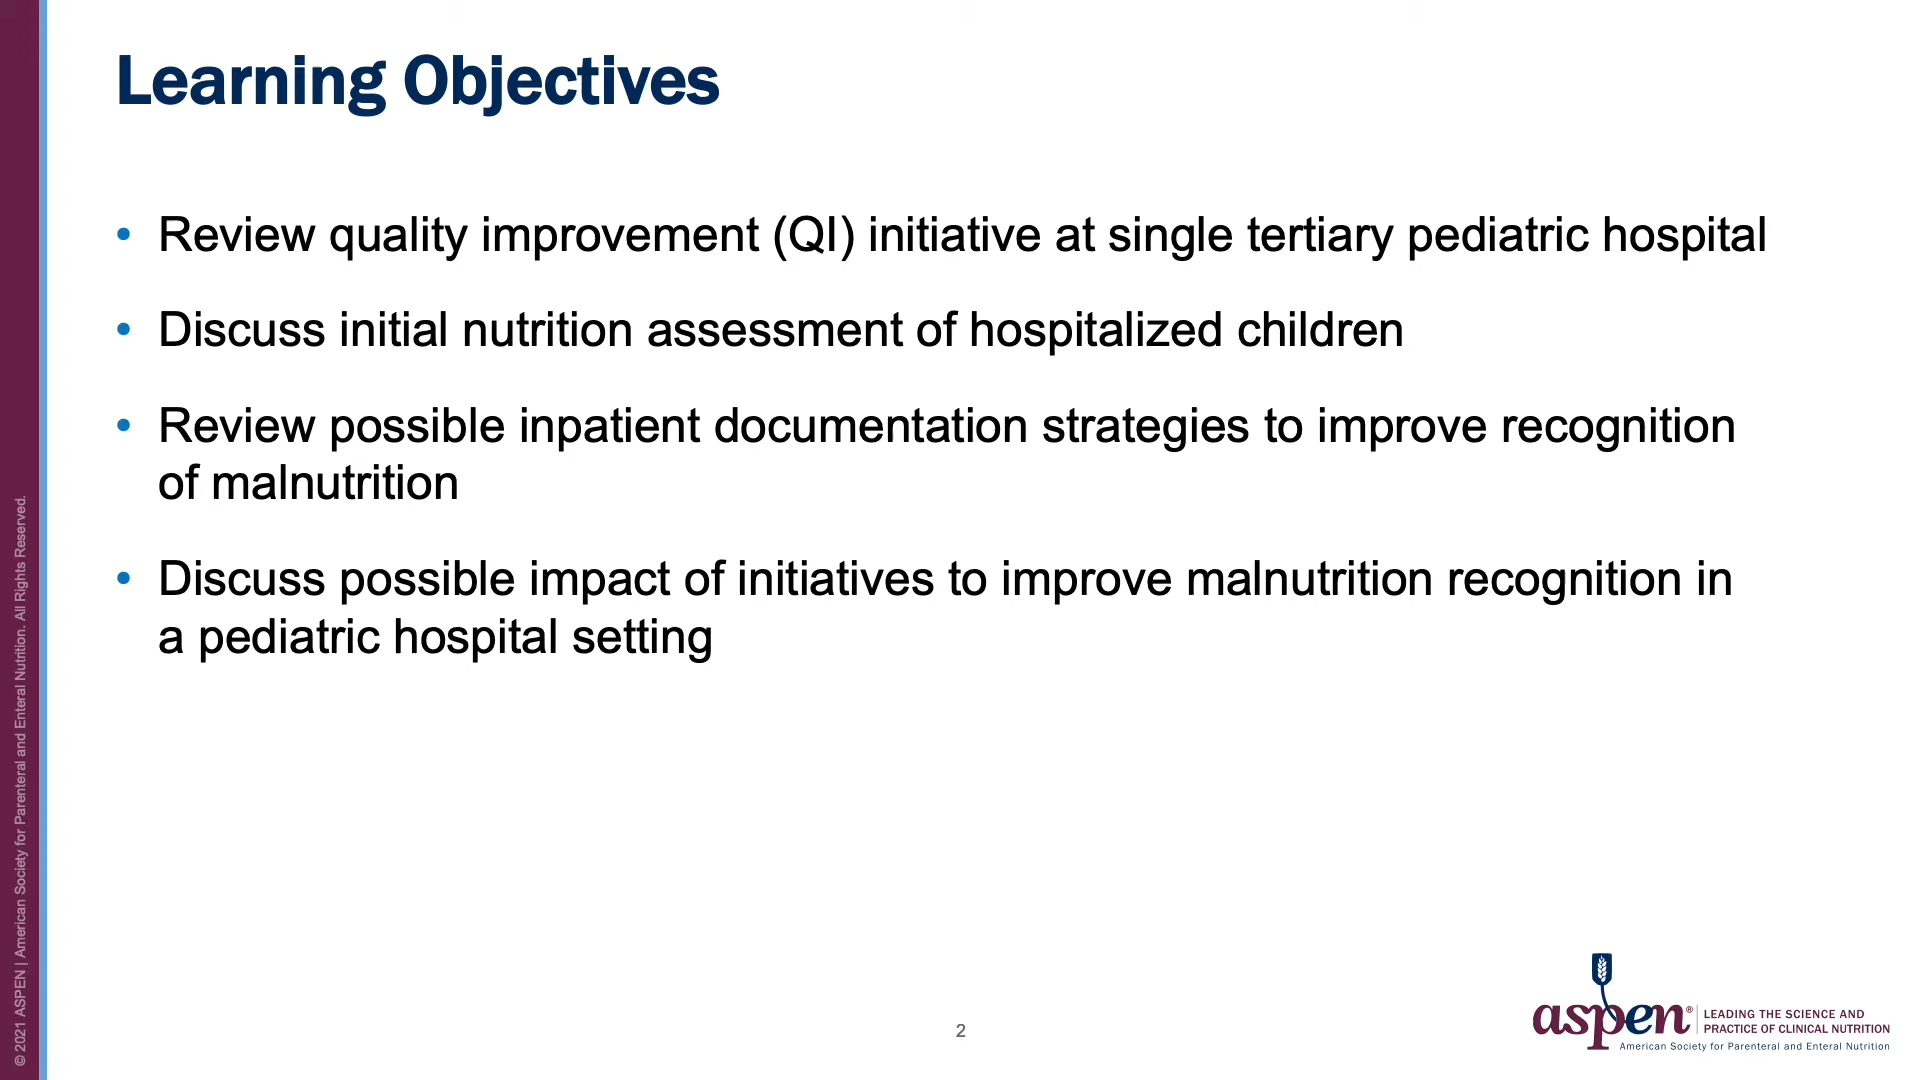 Learning Objectives
• Review quality improvement (QI) initiative at single tertiary pediatric hospital
• Discuss initial nutrition assessment of hospitalized children
• Review possible inpatient documentation strategies to improve recognition
of malnutrition
• Discuss possible impact of initiatives to improve malnutrition recognition in
a pediatric hospital setting
© 2021 ASPEN | American Society for Parenteral and Enteral Nutrition. All Rights Reserved.
2
aspen®
LEADING THE SCIENCE AND
PRACTICE OF CLINICAL NUTRITION
American Society for Parenteral and Enteral Nutrition